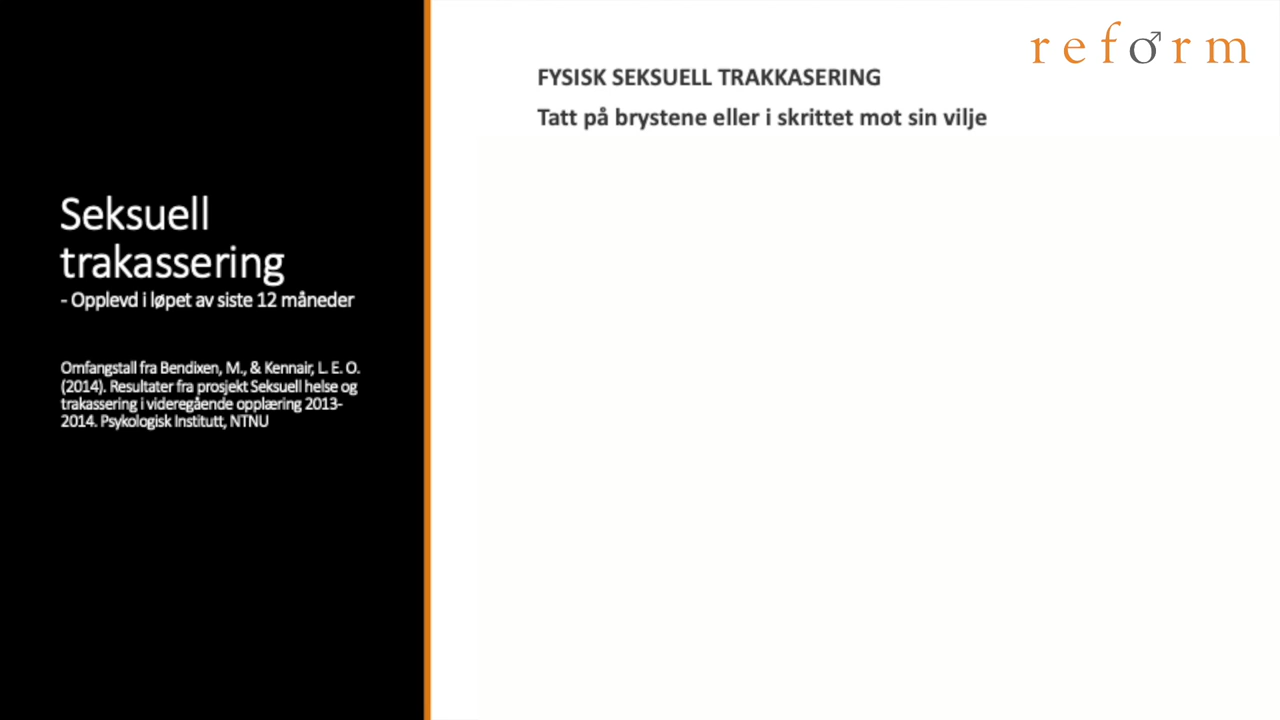 reform
Seksuell
trakassering
- Opplevd i løpet av siste 12 måneder
Omfangstall fra Bendixen, M., & Kennair, L. E. O.
(2014). Resultater fra prosjekt Seksuell helse og
trakassering i videregående opplæring 2013-
2014. Psykologisk Institutt, NTNU
FYSISK SEKSUELL TRAKKASERING
Tatt på brystene eller i skrittet mot sin vilje